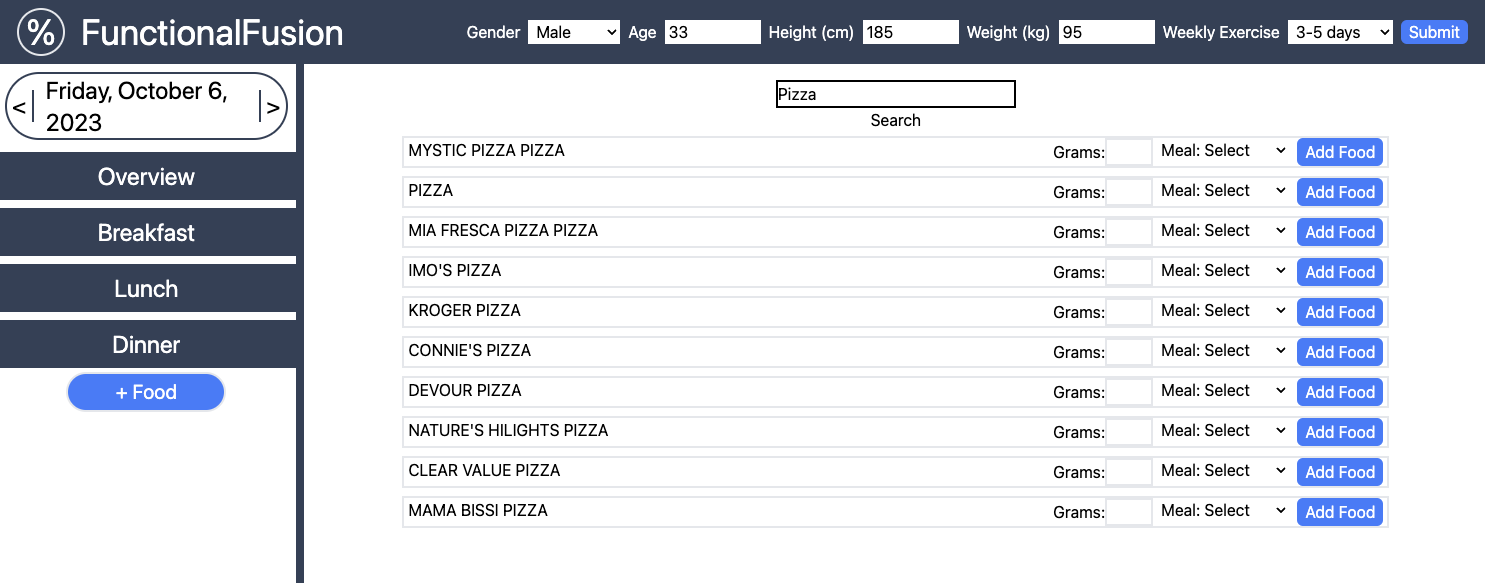 % FunctionalFusion Gender Male Age 33 Height (cm) 185 Weight (kg) 95 Weekly Exercise 3-5 days Submit
< Friday, October 6, >
2023
Overview
Breakfast
Lunch
Dinner
+ Food
Pizza
Search
MYSTIC PIZZA PIZZA Grams: Meal: Select Add Food
PIZZA Grams: Meal: Select Add Food
MIA FRESCA PIZZA PIZZA Grams: Meal: Select Add Food
IMO'S PIZZA Grams: Meal: Select Add Food
KROGER PIZZA Grams: Meal: Select Add Food
CONNIE'S PIZZA Grams: Meal: Select Add Food
DEVOUR PIZZA Grams: Meal: Select Add Food
NATURE'S HILIGHTS PIZZA Grams: Meal: Select Add Food
CLEAR VALUE PIZZA Grams: Meal: Select Add Food
MAMA BISSI PIZZA Grams: Meal: Select Add Food